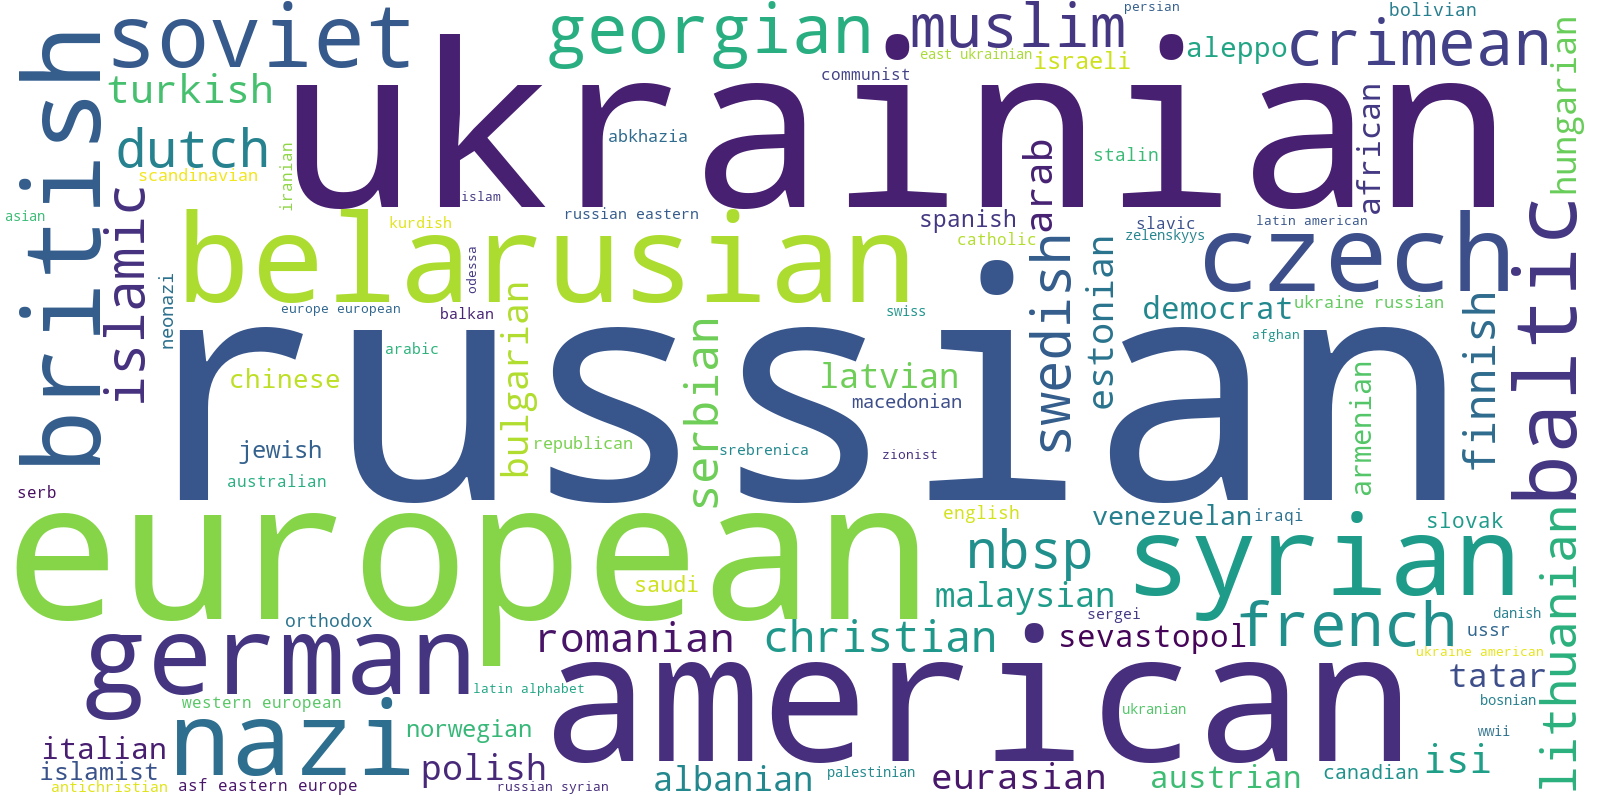 british
soviet
georgian
muslim
persian
bolivian
crimean
aleppo
east ukrainian
israeli
communist
turkish
ukrainian
hungarian
african
dutch
abkhazia
arab
stalin
scandinavian
iranian
islamic
islam
asian
belarusian
kurdish
russian eastern
spanish
slavic
latin american
catholic
zelenskyys
czech
baltic
odessa
neonazi
swedish
estonian
europe european
balkan
bulgarian
swiss
democrat
ukraine russian
finnish
russian
serbian
afghan
arabic
chinese
latvian
macedonian
armenian
jewish
republican
srebrenica
zionist
australian
serb
european
english
venezuelan
iraqi
slovak
lithuanian
nbsp
syrian
saudi
malaysian
sergei
french
danish
orthodox
german
romanian
christian
sevastopol
ussr
american
ukraine american
tatar
latin alphabet
western european
bosnian
ukranian
nazi
norwegian
wwii
italian
islamist
polish
albanian
palestinian
eurasian
austrian
canadian
isi
antichristian
asf eastern europe
russian syrian